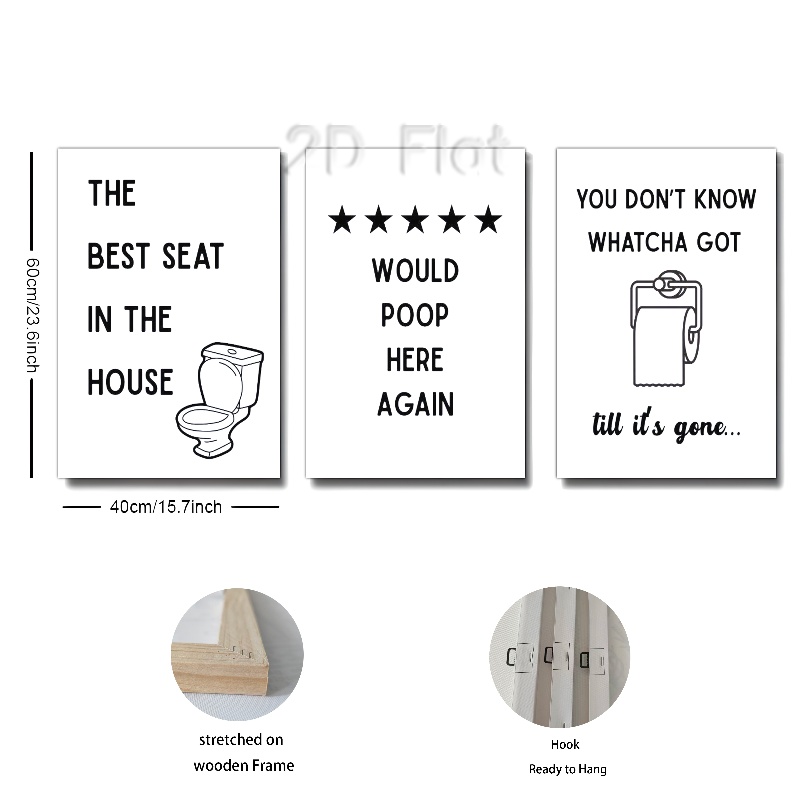 2D Flat
THE
BEST SEAT
IN THE
HOUSE
★★★★★
WOULD
POOP
HERE
AGAIN
YOU DON'T KNOW
WHATCHA GOT
till it's gone...
60cm/23.6inch
40cm/15.7inch
stretched on
wooden Frame
Hook
Ready to Hang